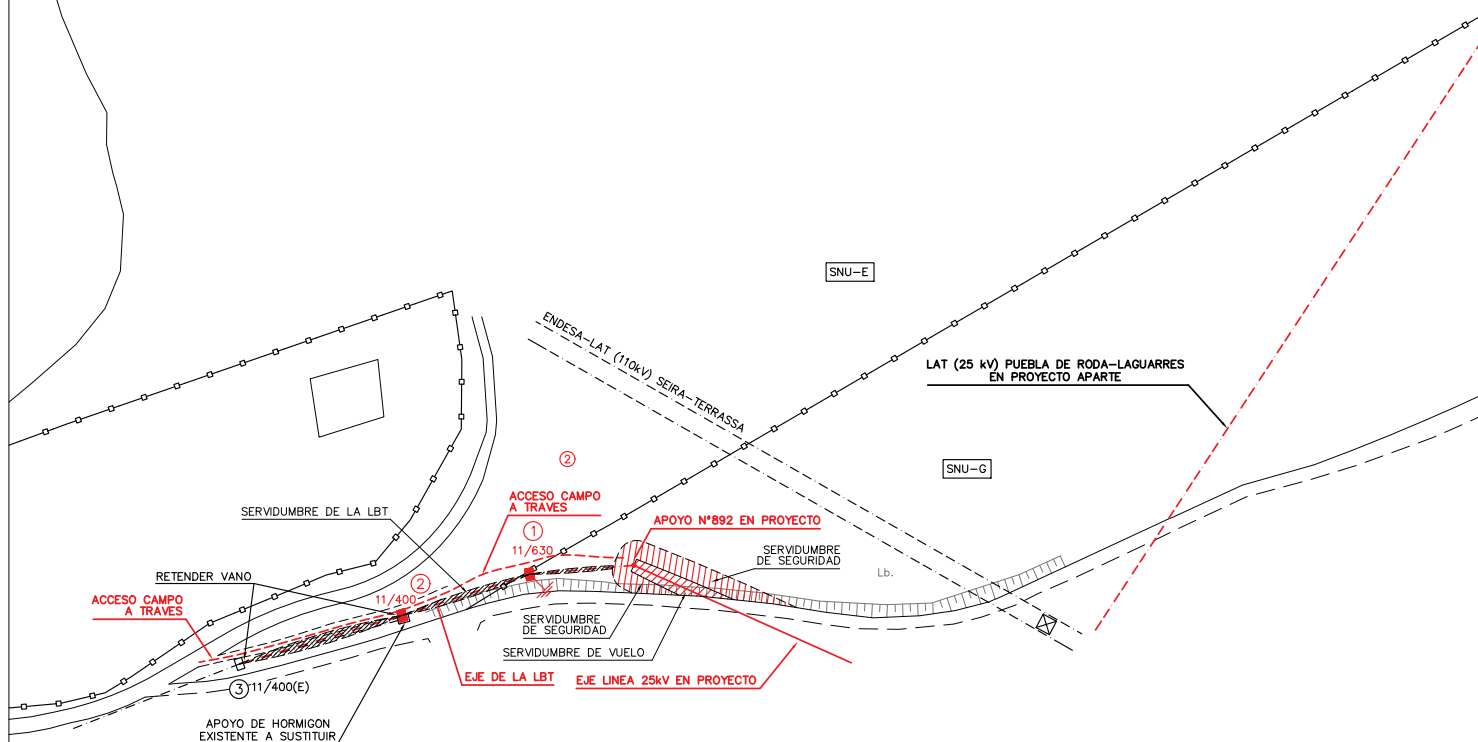 SNU-E
ENDESA-LAT (110kV) SEIRA-TERRASSA
LAT (25 kV) PUEBLA DE RODA-LAGUARRES
EN PROYECTO APARTE
SNU-G
2
ACCESO CAMPO
A TRAVES
SERVIDUMBRE DE LA LBT
1
11/630
APOYO N°892 EN PROYECTO
SERVIDUMBRE
DE SEGURIDAD
Lb.
RETENDER VANO
2
11/400
ACCESO CAMPO
A TRAVES
SERVIDUMBRE
DE SEGURIDAD
SERVIDUMBRE DE VUELO
EJE DE LA LBT
EJE LINEA 25kV EN PROYECTO
3 11/400(E)
APOYO DE HORMIGON
EXISTENTE A SUSTITUIR